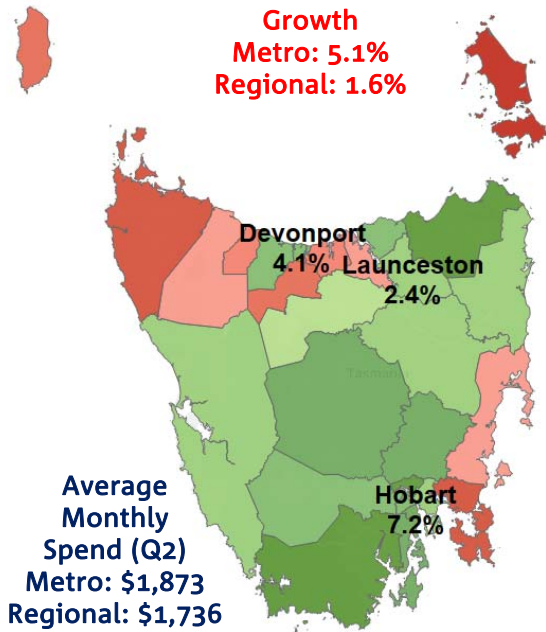 Growth
Metro: 5.1%
Regional: 1.6%
Devonport
4.1%
Launceston
2.4%
Hobart
7.2%
Average
Monthly
Spend (Q2)
Metro: $1,873
Regional: $1,736